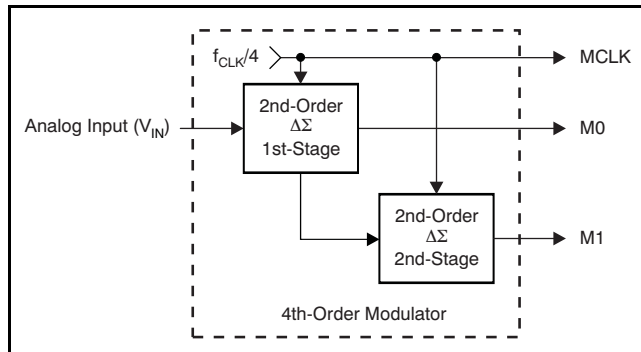 f_CLK/4
MCLK
Analog Input (V_IN)
2nd-Order
ΔΣ
1st-Stage
M0
2nd-Order
ΔΣ
2nd-Stage
M1
4th-Order Modulator